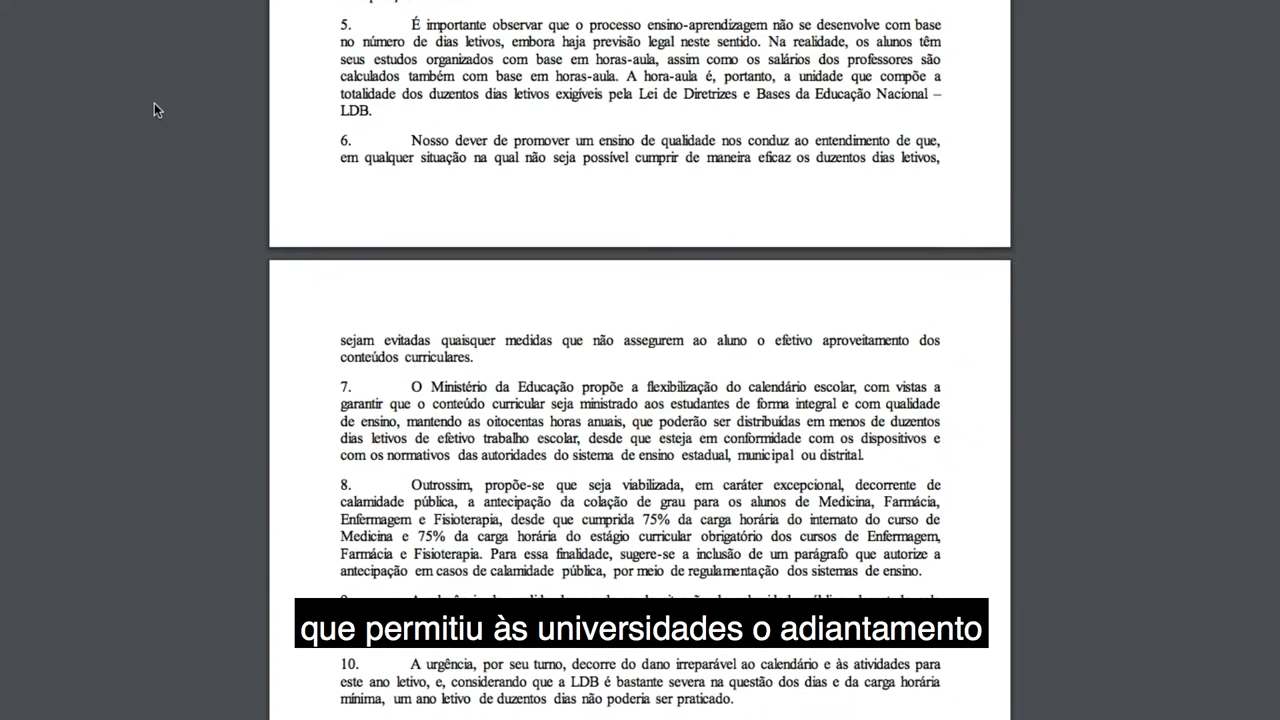 5. É importante observar que o processo ensino-aprendizagem não se desenvolve com base
no número de dias letivos, embora haja previsão legal neste sentido. Na realidade, os alunos têm
seus estudos organizados com base em horas-aula, assim como os salários dos professores são
calculados também com base em horas-aula. A hora-aula é, portanto, a unidade que compõe a
totalidade dos duzentos dias letivos exigíveis pela Lei de Diretrizes e Bases da Educação Nacional –
LDB.
6. Nosso dever de promover um ensino de qualidade nos conduz ao entendimento de que,
em qualquer situação na qual não seja possível cumprir de maneira eficaz os duzentos dias letivos,
sejam evitadas quaisquer medidas que não assegurem ao aluno o efetivo aproveitamento dos
conteúdos curriculares.
7. O Ministério da Educação propõe a flexibilização do calendário escolar, com vistas a
garantir que o conteúdo curricular seja ministrado aos estudantes de forma integral e com qualidade
de ensino, mantendo as oitocentas horas anuais, que poderão ser distribuídas em menos de duzentos
dias letivos de efetivo trabalho escolar, desde que esteja em conformidade com os dispositivos e
com os normativos das autoridades do sistema de ensino estadual, municipal ou distrital.
8. Outrossim, propõe-se que seja viabilizada, em caráter excepcional, decorrente de
calamidade pública, a antecipação da colação de grau para os alunos de Medicina, Farmácia,
Enfermagem e Fisioterapia, desde que cumprida 75% da carga horária do internato do curso de
Medicina e 75% da carga horária do estágio curricular obrigatório dos cursos de Enfermagem,
Farmácia e Fisioterapia. Para essa finalidade, sugere-se a inclusão de um parágrafo que autorize a
antecipação em casos de calamidade pública, por meio de regulamentação dos sistemas de ensino.
que permitiu às universidades o adiantamento
10. A urgência, por seu turno, decorre do dano irreparável ao calendário e às atividades para
este ano letivo, e, considerando que a LDB é bastante severa na questão dos dias e da carga horária
mínima, um ano letivo de duzentos dias não poderia ser praticado.